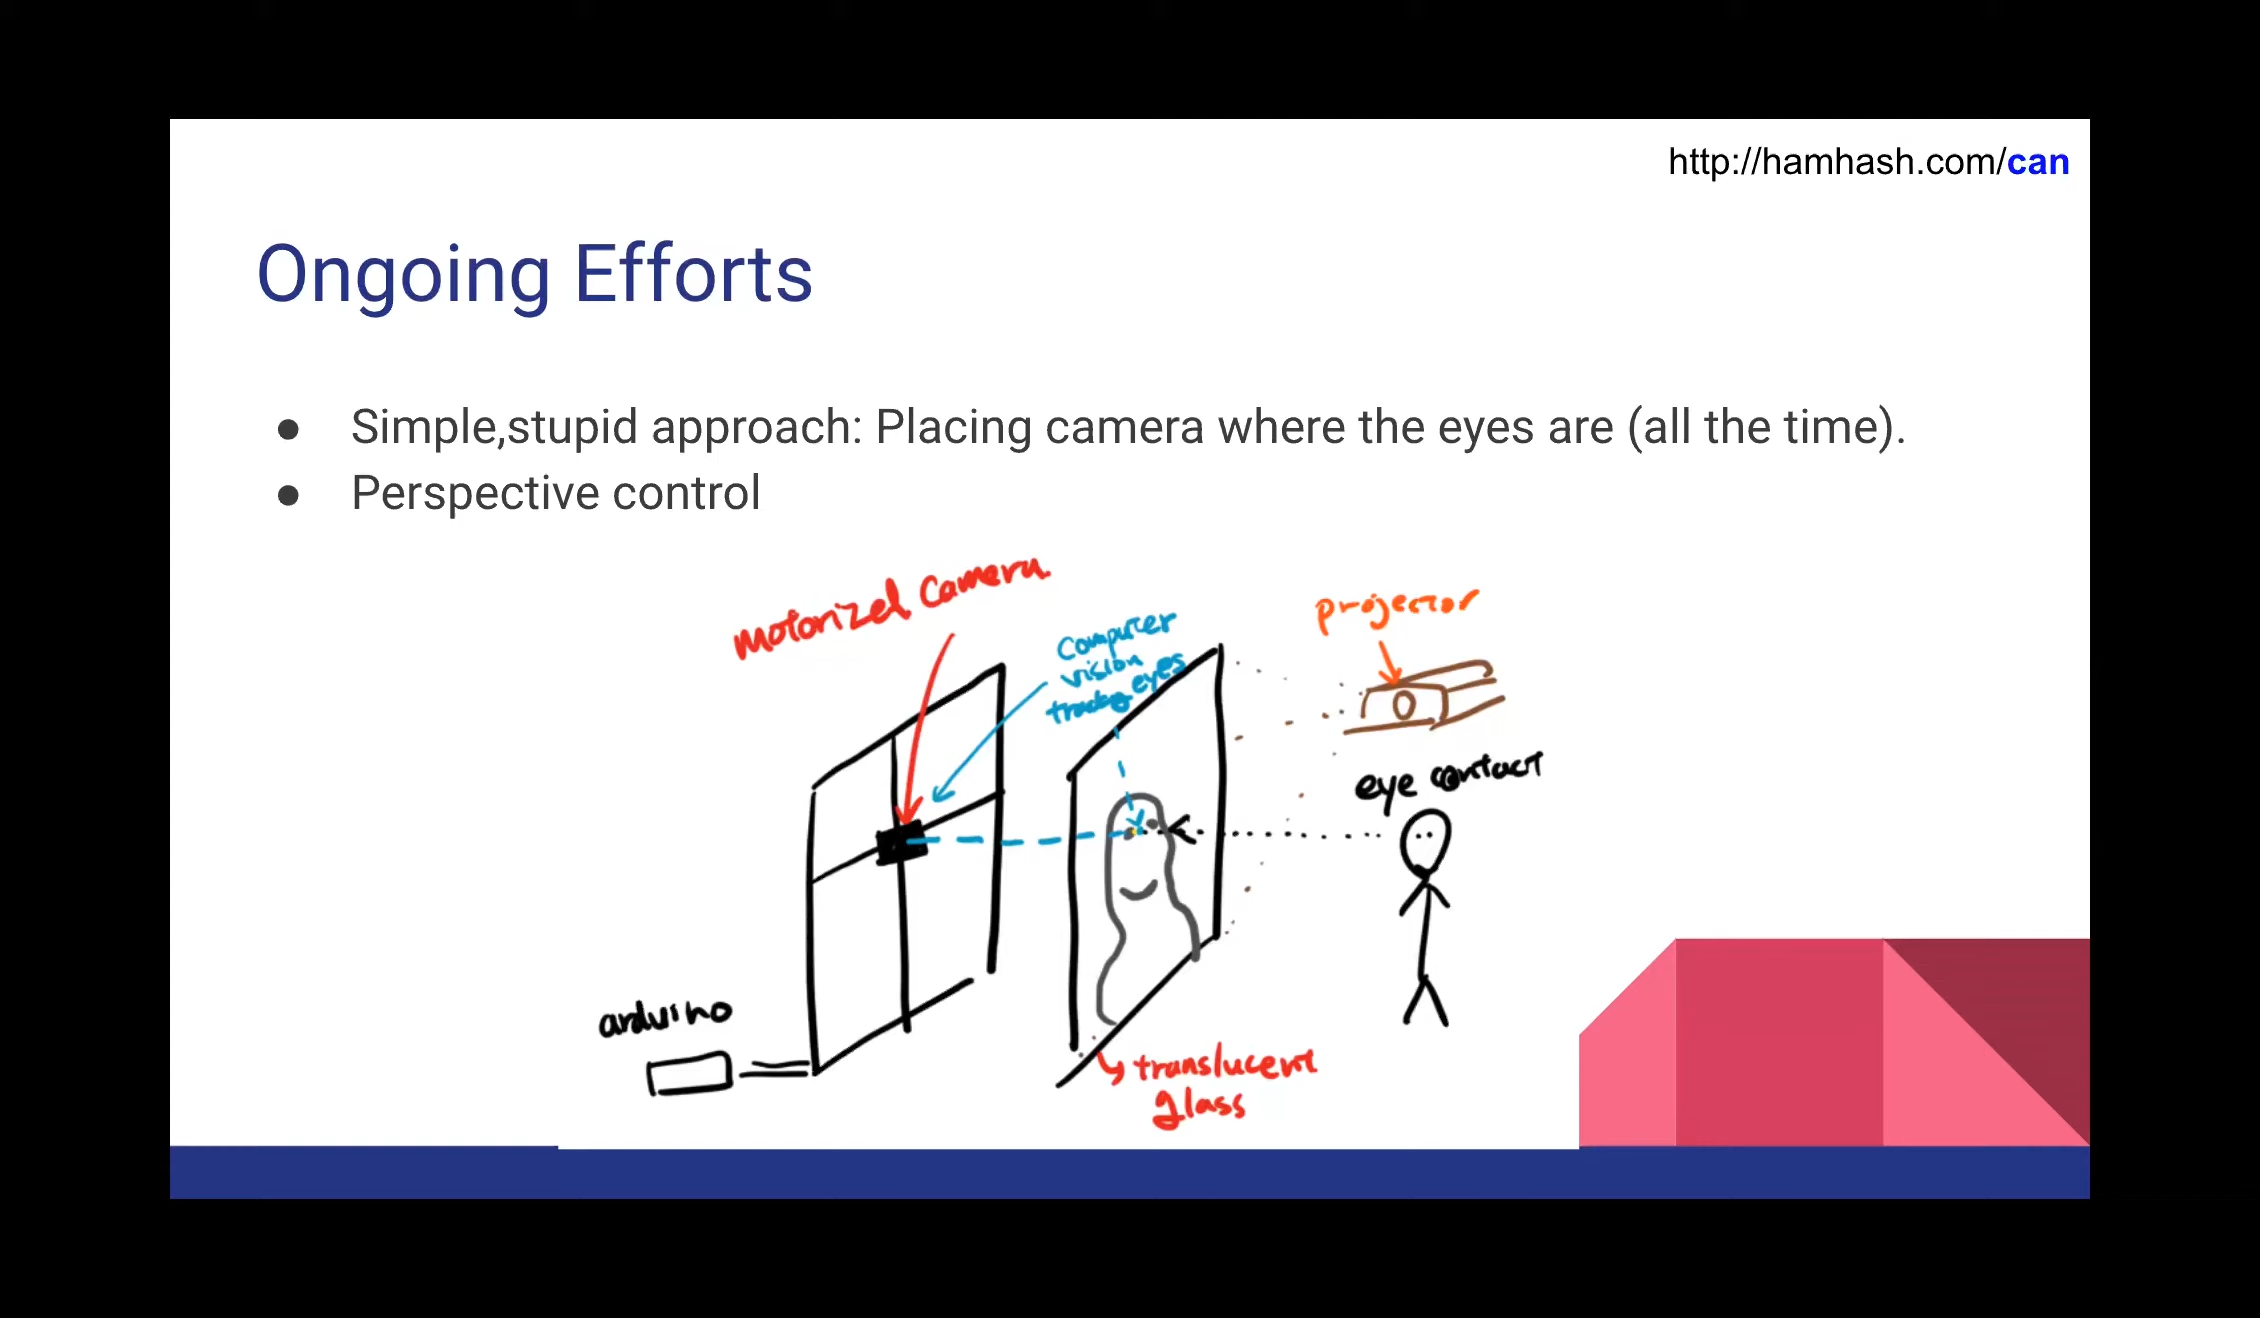 http://hamhash.com/can
Ongoing Efforts
● Simple,stupid approach: Placing camera where the eyes are (all the time).
● Perspective control
motorized camera
computer
vision
tracks eyes
projector
eye contact
arduino
translucent
glass